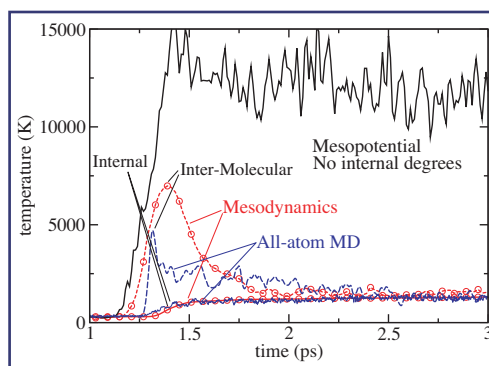 15000
10000
5000
0
temperature (K)
Mesopotential
No internal degrees
Internal
Inter-Molecular
Mesodynamics
All-atom MD
1
1.5
2
2.5
3
time (ps)